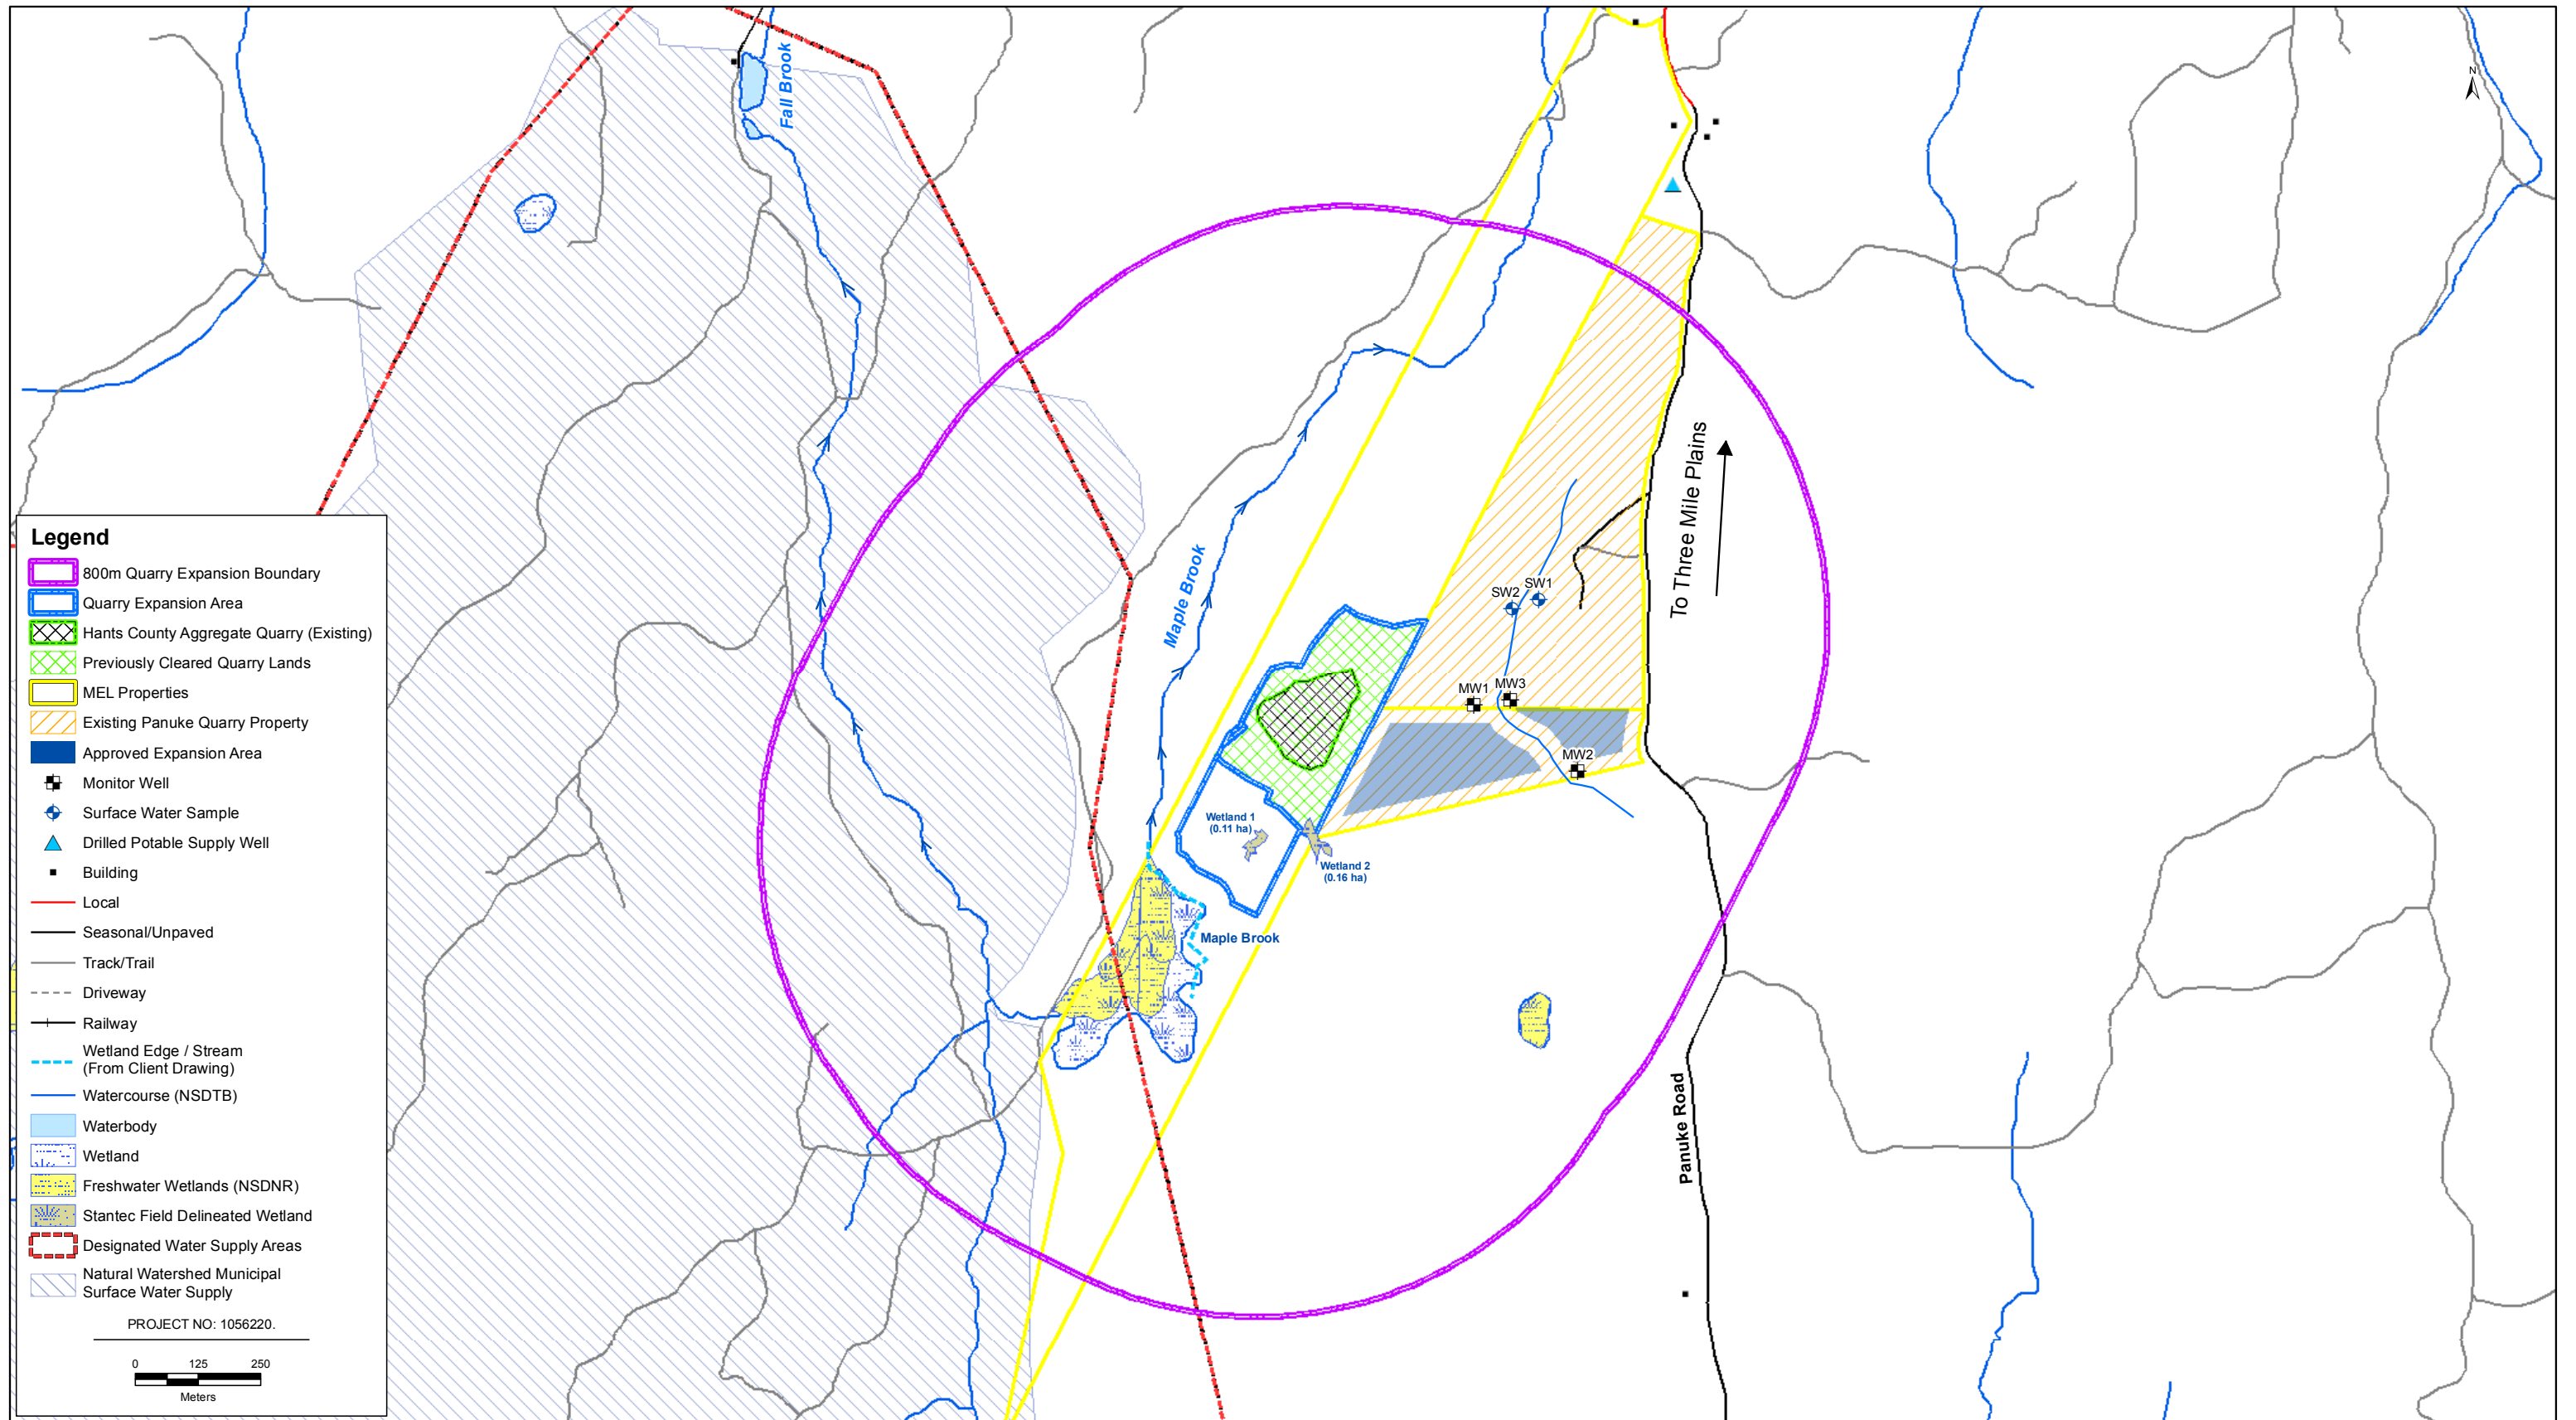 Fall Brook
N
To Three Mile Plains
Maple Brook
SW1
SW2
MW1
MW3
MW2
Wetland 1
(0.11 ha)
Wetland 2
(0.16 ha)
Maple Brook
Panuke Road
Legend
800m Quarry Expansion Boundary
Quarry Expansion Area
Hants County Aggregate Quarry (Existing)
Previously Cleared Quarry Lands
MEL Properties
Existing Panuke Quarry Property
Approved Expansion Area
Monitor Well
Surface Water Sample
Drilled Potable Supply Well
Building
Local
Seasonal/Unpaved
Track/Trail
Driveway
Railway
Wetland Edge / Stream
(From Client Drawing)
Watercourse (NSDTB)
Waterbody
Wetland
Freshwater Wetlands (NSDNR)
Stantec Field Delineated Wetland
Designated Water Supply Areas
Natural Watershed Municipal
Surface Water Supply
PROJECT NO: 1056220.
0 125 250
Meters